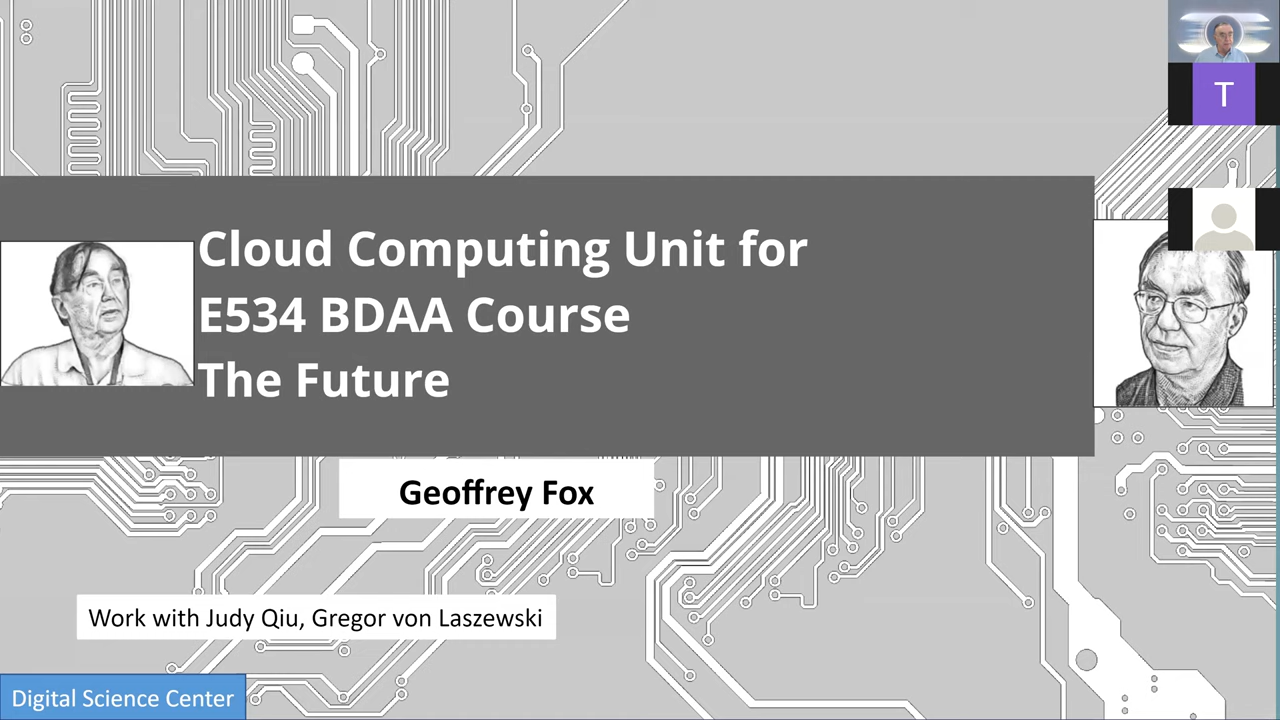 Cloud Computing Unit for
E534 BDAA Course
The Future
T
Geoffrey Fox
Work with Judy Qiu, Gregor von Laszewski
Digital Science Center